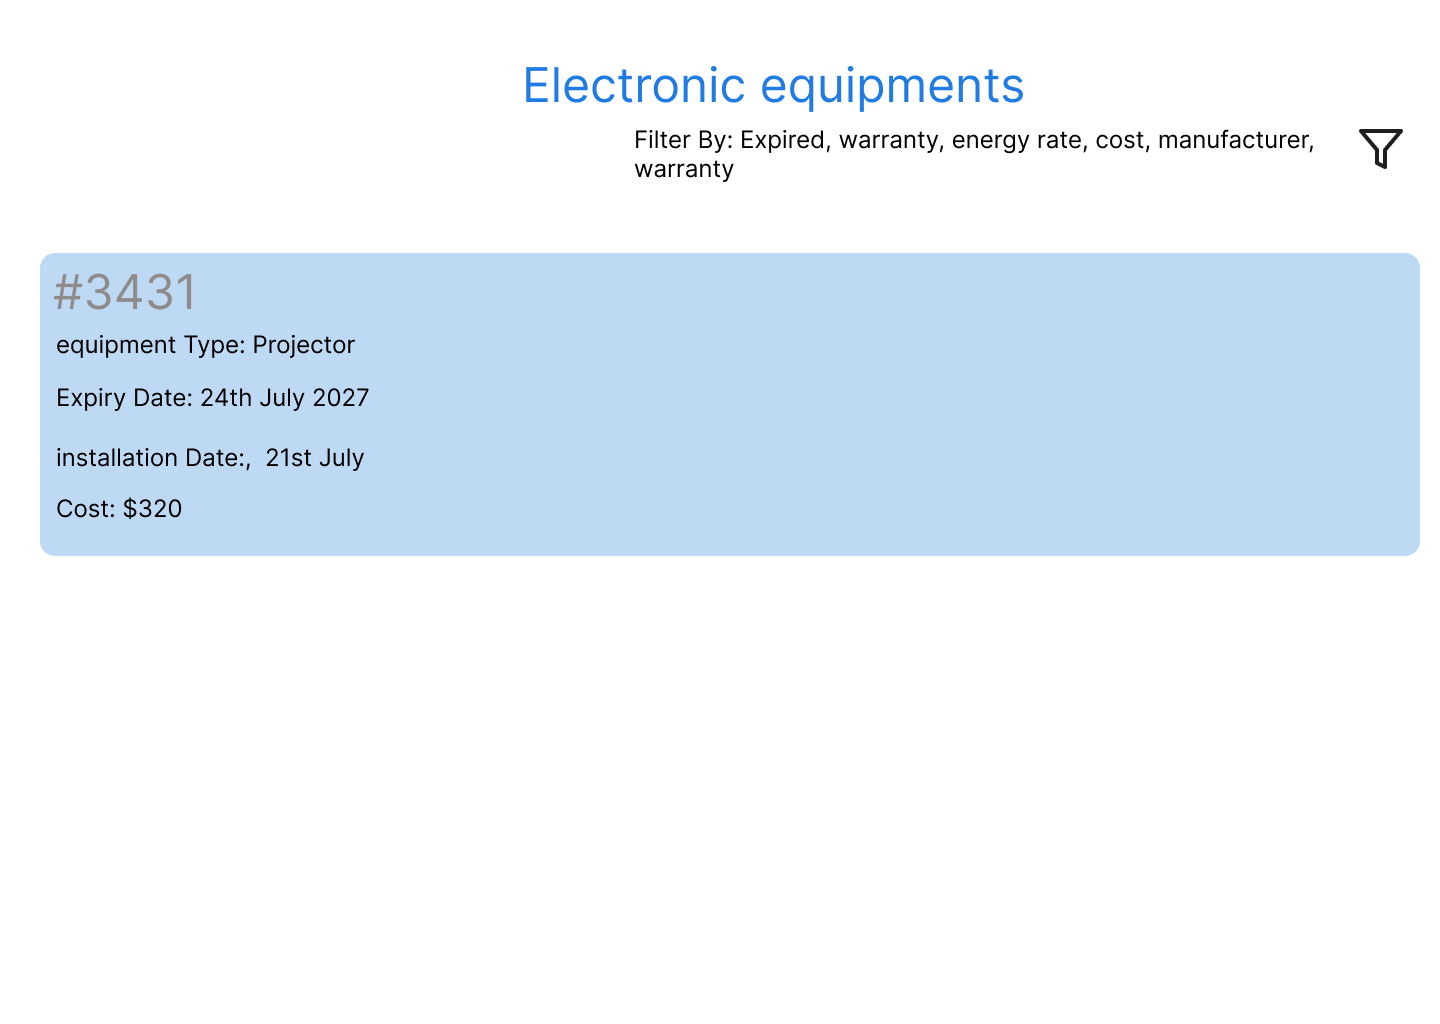 Electronic equipments
Filter By: Expired, warranty, energy rate, cost, manufacturer,
warranty
#3431
equipment Type: Projector
Expiry Date: 24th July 2027
installation Date:,  21st July
Cost: $320